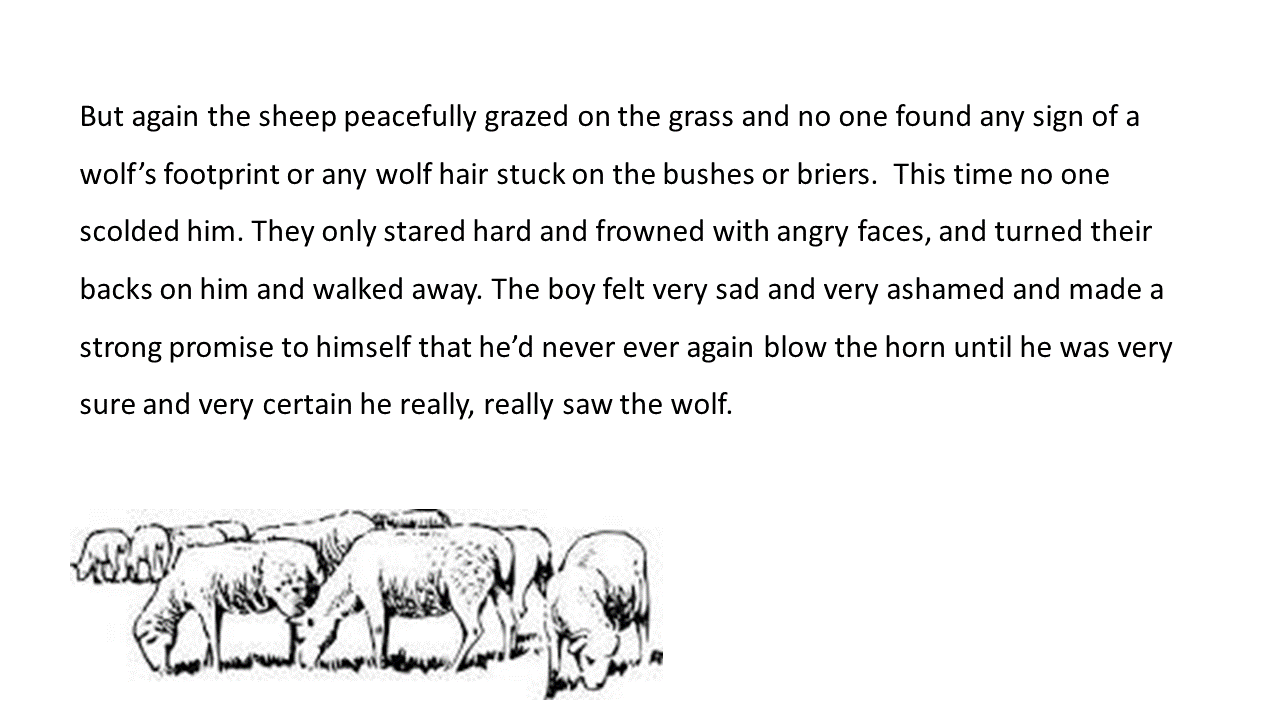 But again the sheep peacefully grazed on the grass and no one found any sign of a
wolf’s footprint or any wolf hair stuck on the bushes or briers.  This time no one
scolded him. They only stared hard and frowned with angry faces, and turned their
backs on him and walked away. The boy felt very sad and very ashamed and made a
strong promise to himself that he’d never ever again blow the horn until he was very
sure and very certain he really, really saw the wolf.